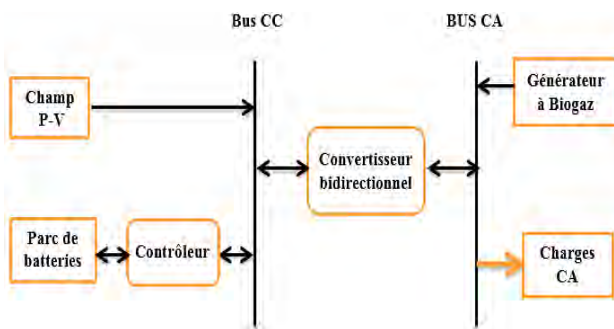 Bus CC
BUS CA
Champ
P-V
Générateur
à Biogaz
Convertisseur
bidirectionnel
Parc de
batteries
Contrôleur
Charges
CA